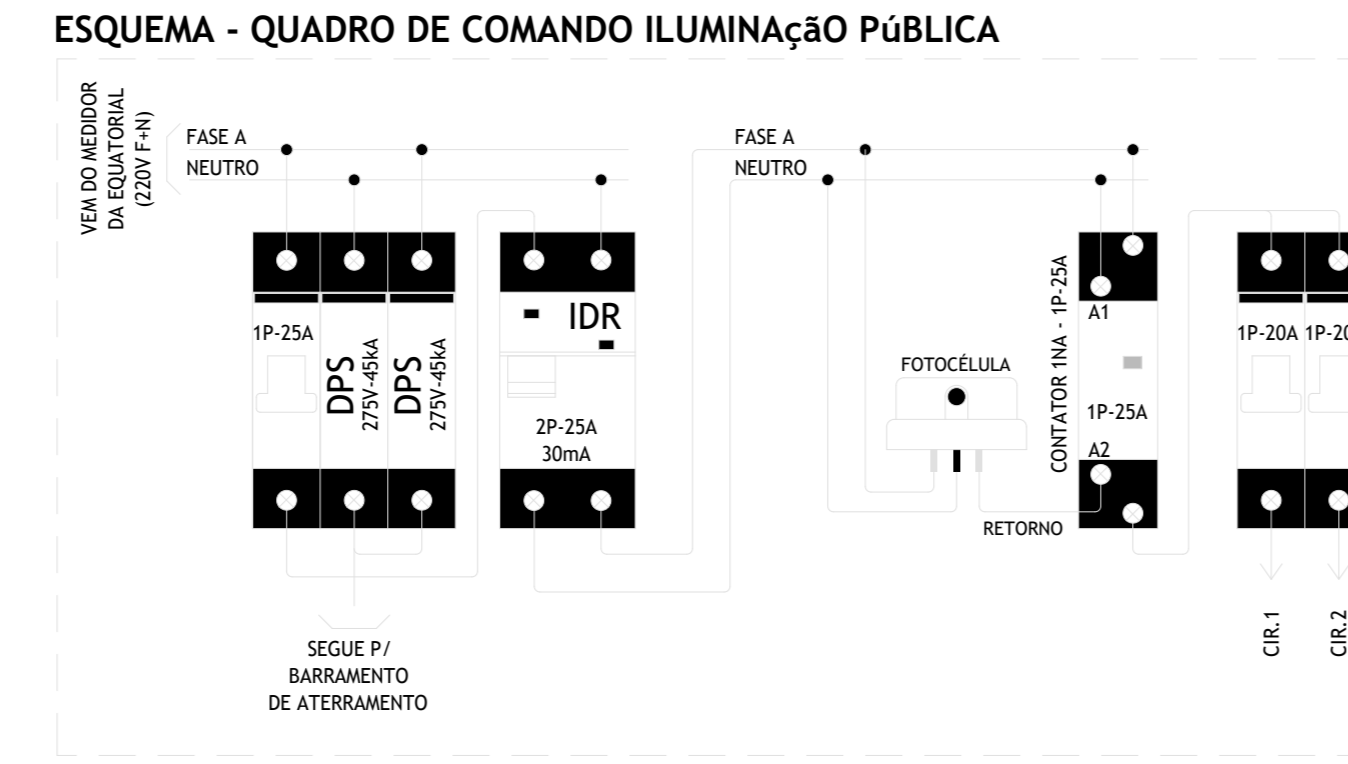 ESQUEMA - QUADRO DE COMANDO ILUMINAçãO PúBLICA
VEM DO MEDIDOR
DA EQUATORIAL
(220V F+N)
FASE A
NEUTRO
1P-25A
DPS
275V-45kA
DPS
275V-45kA
IDR
2P-25A
30mA
SEGUE P/
BARRAMENTO
DE ATERRAMENTO
FASE A
NEUTRO
FOTOCÉLULA
RETORNO
CONTATOR 1NA - 1P-25A
A1
1P-25A
A2
1P-20A
CIR.1
CIR.2